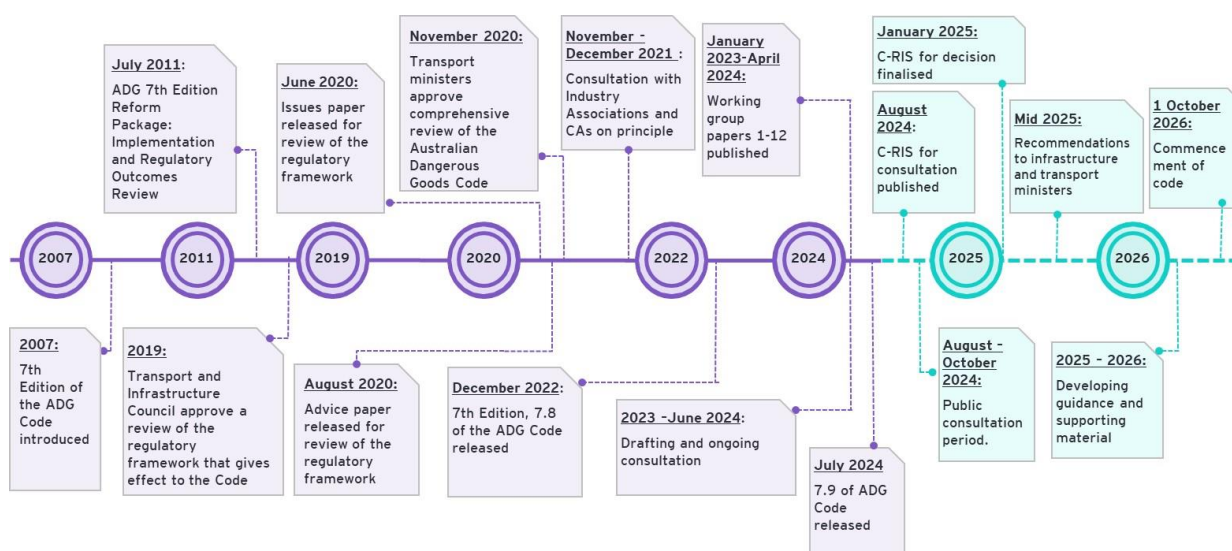 July 2011:
ADG 7th Edition
Reform
Package:
Implementation
and Regulatory
Outcomes
Review
June 2020:
Issues paper
released for
review of the
regulatory
framework
November 2020:
Transport
ministers
approve
comprehensive
review of the
Australian
Dangerous
Goods Code
November -
December 2021 :
Consultation with
Industry
Associations and
CAs on principle
January
2023-April
2024:
Working
group
papers 1-12
published
January 2025:
C-RIS for decision
finalised
August
2024:
C-RIS for
consultation
published
Mid 2025:
Recommendations
to infrastructure
and transport
ministers
1 October
2026:
Commence
ment of
code
2007
2011
2019
2020
2022
2024
2025
2026
2007:
7th
Edition of
the ADG
Code
introduced
2019:
Transport and
Infrastructure
Council approve a
review of the
regulatory
framework that gives
effect to the Code
August 2020:
Advice paper
released for
review of the
regulatory
framework
December 2022:
7th Edition, 7.8
of the ADG Code
released
2023 -June 2024:
Drafting and ongoing
consultation
July 2024
7.9 of ADG
Code
released
August -
October
2024:
Public
consultation
period.
2025 - 2026:
Developing
guidance and
supporting
material